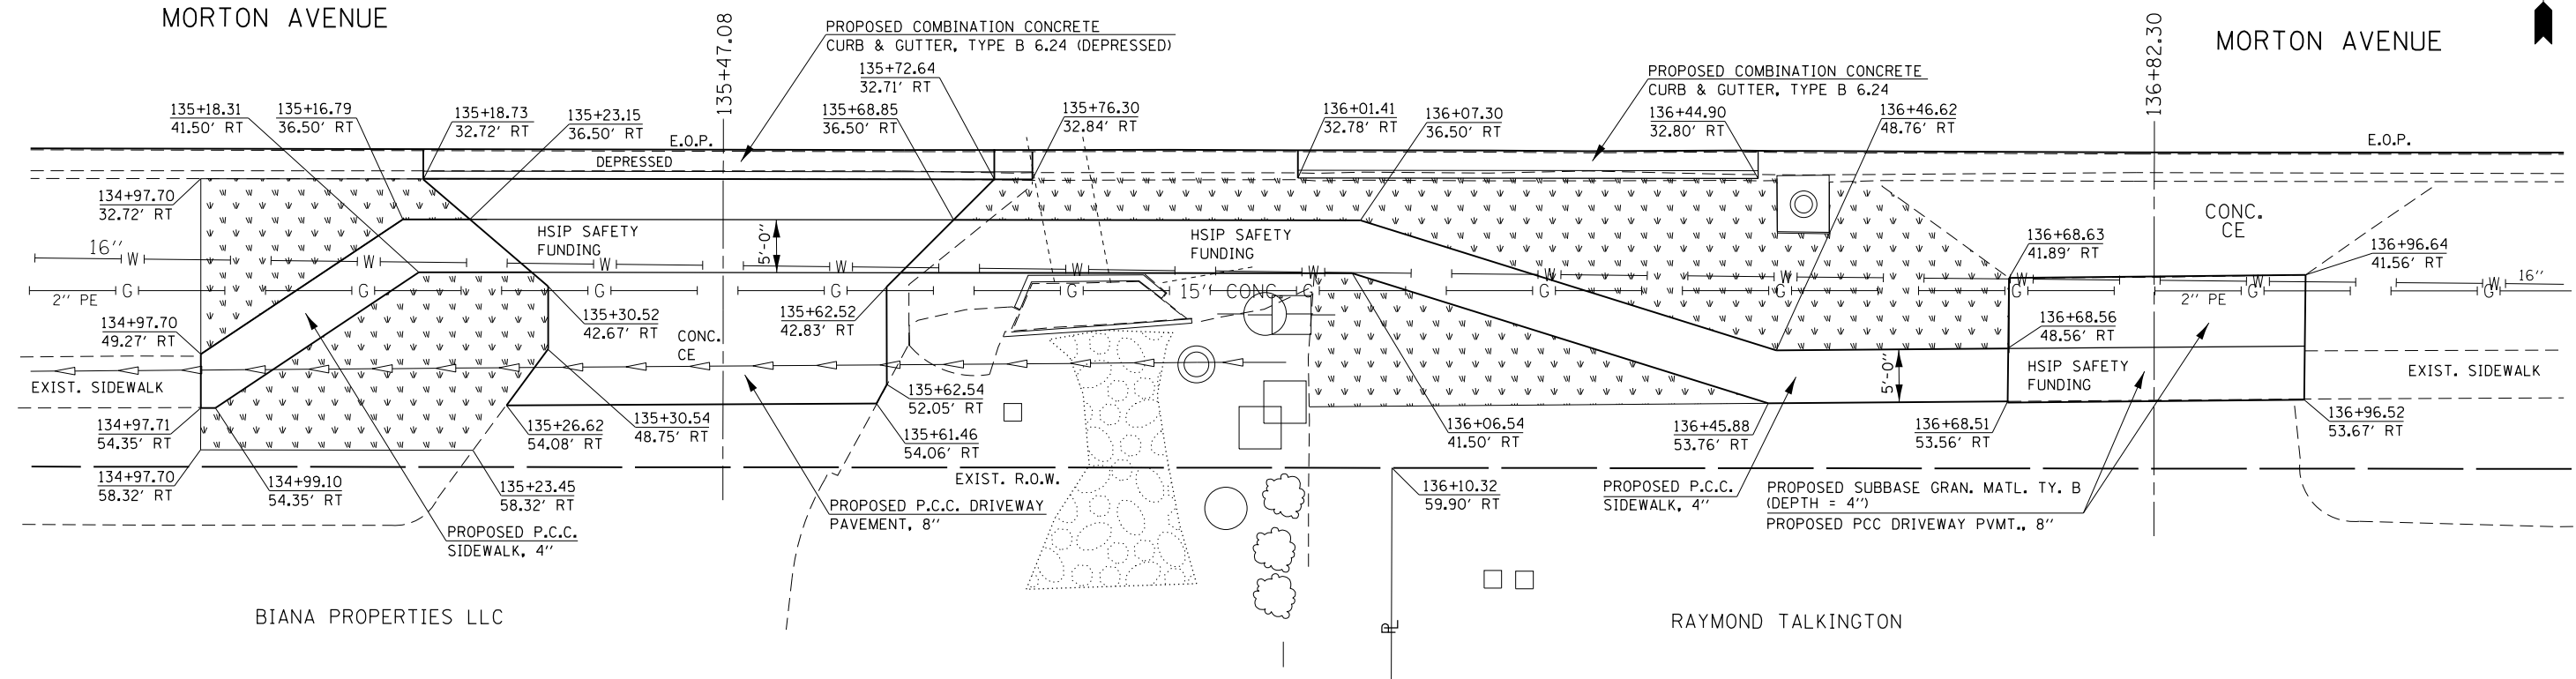 MORTON AVENUE
135+47.08
PROPOSED COMBINATION CONCRETE
CURB & GUTTER, TYPE B 6.24 (DEPRESSED)
136+82.30
MORTON AVENUE
135+72.64
32.71' RT
PROPOSED COMBINATION CONCRETE
CURB & GUTTER, TYPE B 6.24
135+18.31
41.50' RT
135+16.79
36.50' RT
135+18.73
32.72' RT
135+23.15
36.50' RT
135+68.85
36.50' RT
135+76.30
32.84' RT
136+01.41
32.78' RT
136+07.30
36.50' RT
136+44.90
32.80' RT
136+46.62
48.76' RT
E.O.P.
E.O.P.
DEPRESSED
134+97.70
32.72' RT
HSIP SAFETY
FUNDING
5'-0"
HSIP SAFETY
FUNDING
CONC.
CE
136+68.63
41.89' RT
136+96.64
41.56' RT
16"
W W W W W W W W W W W
16"
2" PE
G G G G G G G G G G G
15' CONC.
2" PE
134+97.70
49.27' RT
135+30.52
42.67' RT
135+62.52
42.83' RT
CONC.
CE
136+68.56
48.56' RT
EXIST. SIDEWALK
5'-0"
HSIP SAFETY
FUNDING
EXIST. SIDEWALK
134+97.71
54.35' RT
135+26.62
54.08' RT
135+30.54
48.75' RT
135+62.54
52.05' RT
135+61.46
54.06' RT
136+06.54
41.50' RT
136+45.88
53.76' RT
136+68.51
53.56' RT
136+96.52
53.67' RT
134+97.70
58.32' RT
134+99.10
54.35' RT
135+23.45
58.32' RT
EXIST. R.O.W.
136+10.32
59.90' RT
PROPOSED P.C.C.
SIDEWALK, 4"
PROPOSED SUBBASE GRAN. MATL. TY. B
(DEPTH = 4")
PROPOSED PCC DRIVEWAY PVMT., 8"
PROPOSED P.C.C. DRIVEWAY
PAVEMENT, 8"
PROPOSED P.C.C.
SIDEWALK, 4"
BIANA PROPERTIES LLC
PL
RAYMOND TALKINGTON